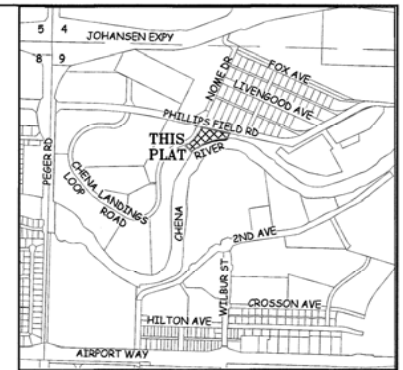 5 4
JOHANSEN EXPY
8 9
FOX AVE
NOME DR
LIVENGOOD AVE
PHILLIPS FIELD RD
THIS
PLAT
RIVER
PEGER RD
CHENA LANDINGS
LOOP
ROAD
CHENA
2ND AVE
WILBUR ST
CROSSON AVE
HILTON AVE
AIRPORT WAY